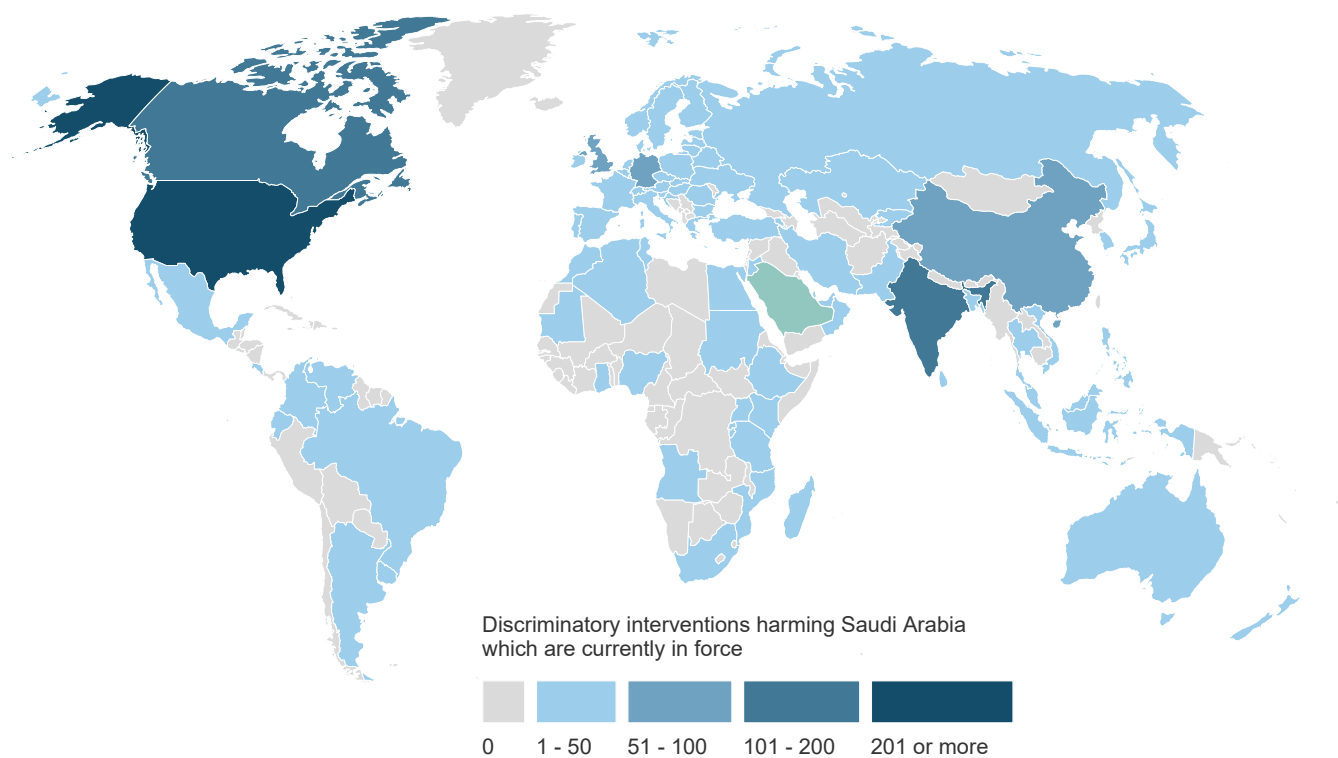 Discriminatory interventions harming Saudi Arabia
which are currently in force
0 1 - 50 51 - 100 101 - 200 201 or more